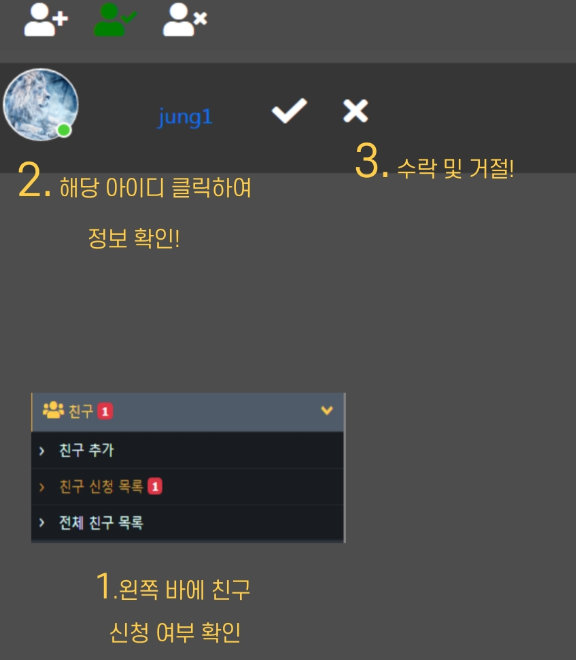 jung1
3. 수락 및 거절!
2. 해당 아이디 클릭하여
정보 확인!
친구 1
친구 추가
친구 신청 목록 1
전체 친구 목록
1.왼쪽 바에 친구
신청 여부 확인